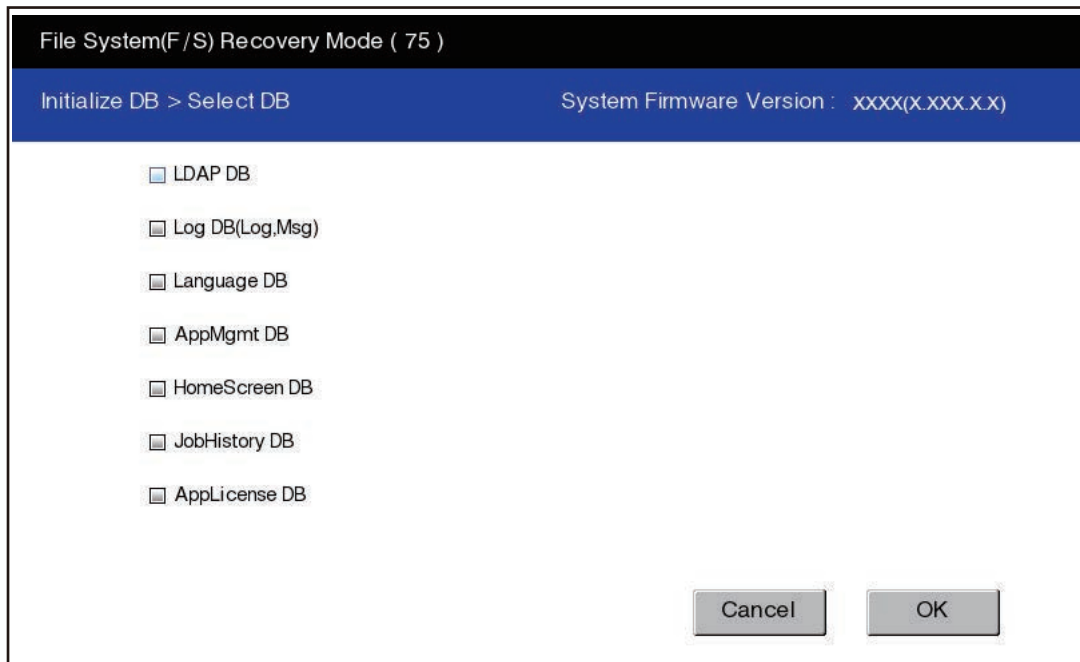 File System(F/S) Recovery Mode ( 75 )
Initialize DB > Select DB System Firmware Version : XXXX(X.XXX.X.X)
LDAP DB
Log DB(Log,Msg)
Language DB
AppMgmt DB
HomeScreen DB
JobHistory DB
AppLicense DB
Cancel OK